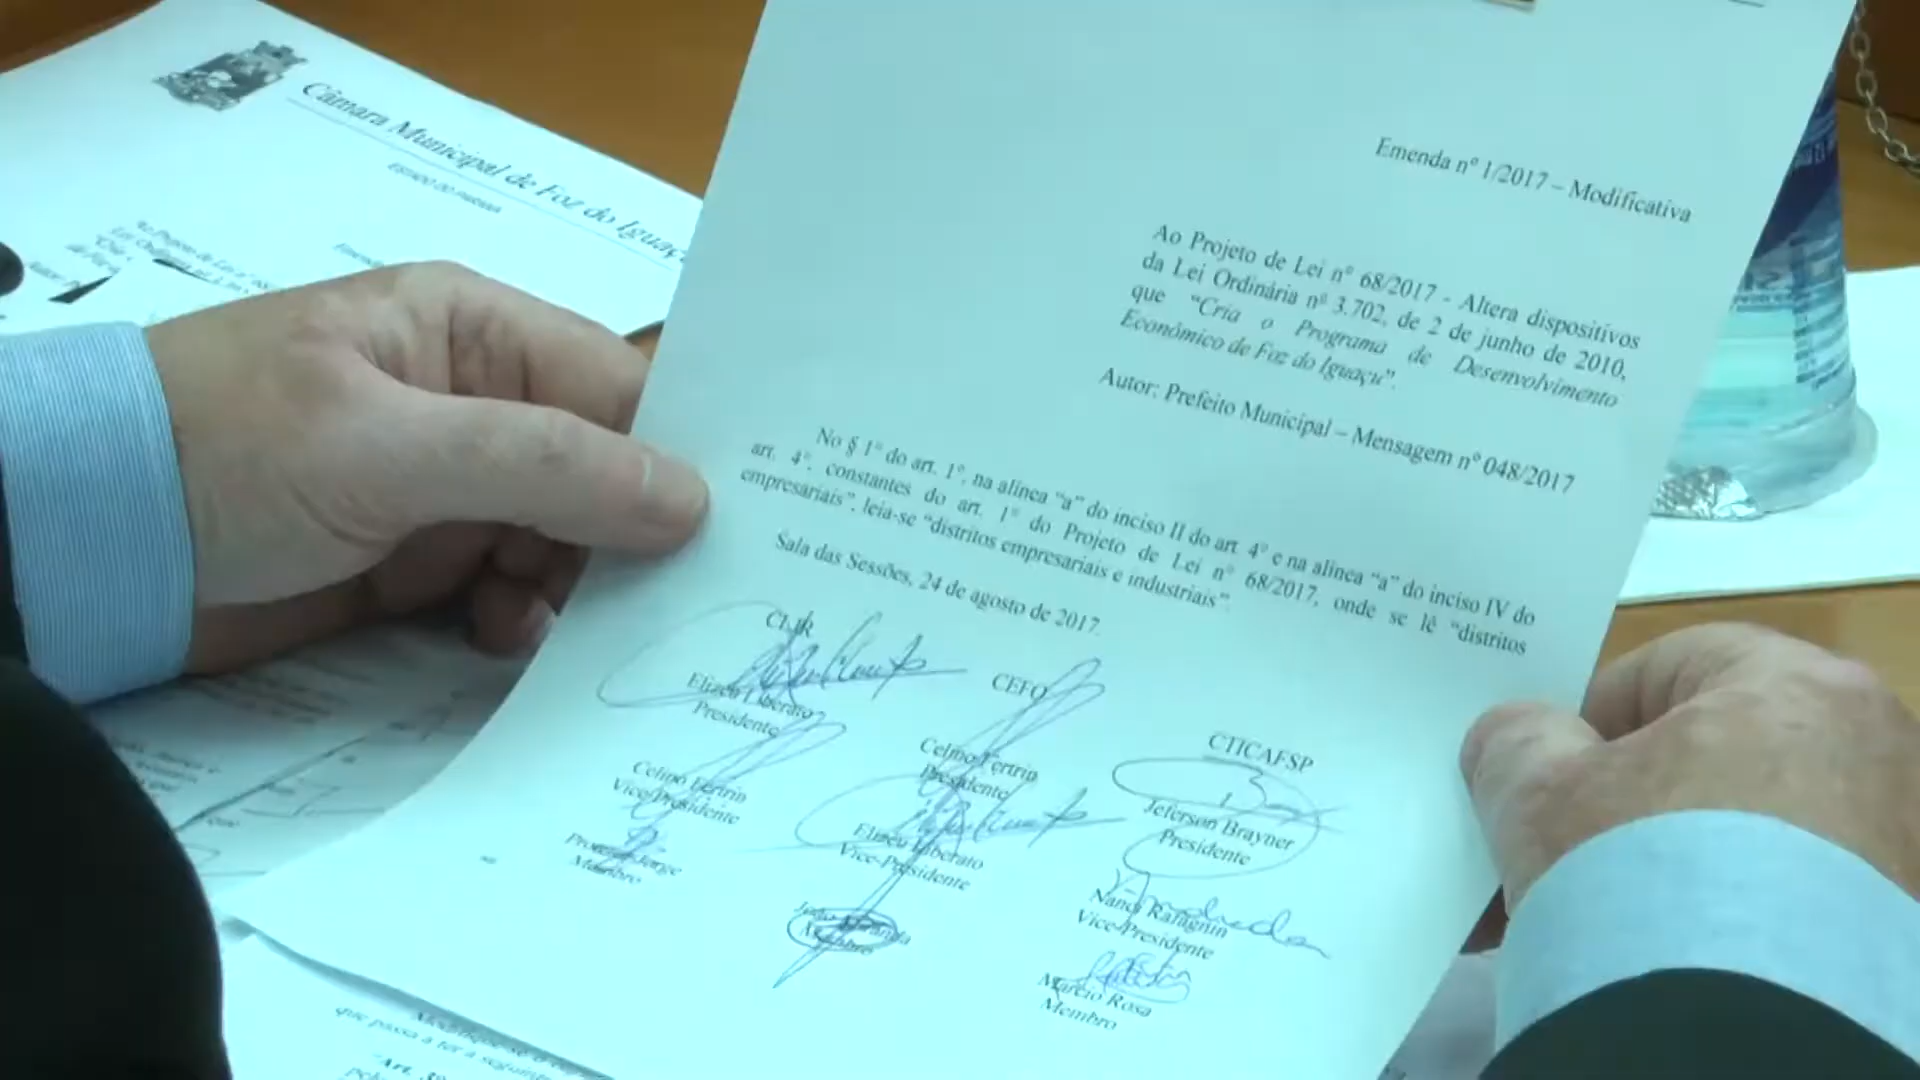 Câmara Municipal de Foz do Iguaçu
ESTADO DO PARANÁ
Emenda nº 1/2017 – Modificativa
Ao Projeto de Lei nº 68/2017 - Altera dispositivos
da Lei Ordinária nº 3.702, de 2 de junho de 2010,
que “Cria o Programa de Desenvolvimento
Econômico de Foz do Iguaçu”.
Autor: Prefeito Municipal – Mensagem nº 048/2017
No § 1º do art. 1º, na alínea “a” do inciso II do art. 4º e na alínea “a” do inciso IV do
art. 4º, constantes do art. 1º do Projeto de Lei nº 68/2017, onde se lê “distritos
empresariais”, leia-se “distritos empresariais e industriais”.
Sala das Sessões, 24 de agosto de 2017.
CLJR
Elizeu Liberato
Presidente
Celino Fertrin
Vice-Presidente
Membro
CEFO
Celino Fertrin
Presidente
Elizeu Liberato
Vice-Presidente
Membro
CTICAFSP
Jeferson Brayner
Presidente
Nanci Rafagnin
Vice-Presidente
Marcio Rosa
Membro
que passa a ter a